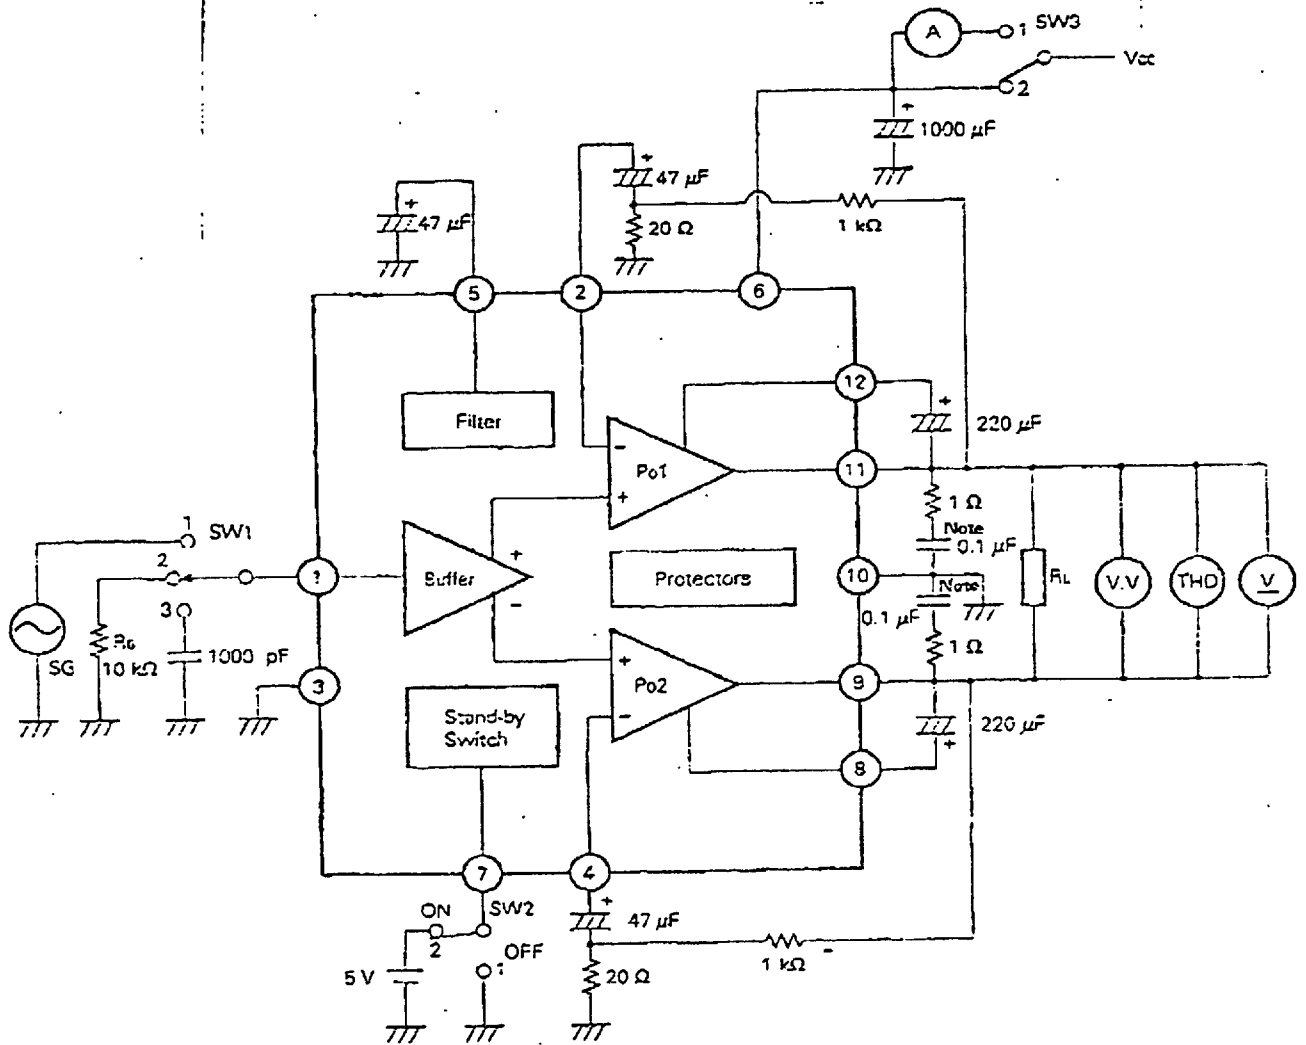 A
1 SW3
Vcc
2
+
1000 µF
+
47 µF
+
47 µF
20 Ω
1 kΩ
5
2
6
12
+
220 µF
Filter
−
Po1
11
+
1 Ω
Note
0.1 µF
1
SW1
2
1
Buffer
+
−
Protectors
10
Note
0.1 µF
RL
V.V
THD
V
3
SG
RG
10 kΩ
1000 pF
1 Ω
+
Po2
−
9
3
Stand-by
Switch
220 µF
+
8
7
4
ON
SW2
+
47 µF
2
OFF
1
5 V
20 Ω
1 kΩ